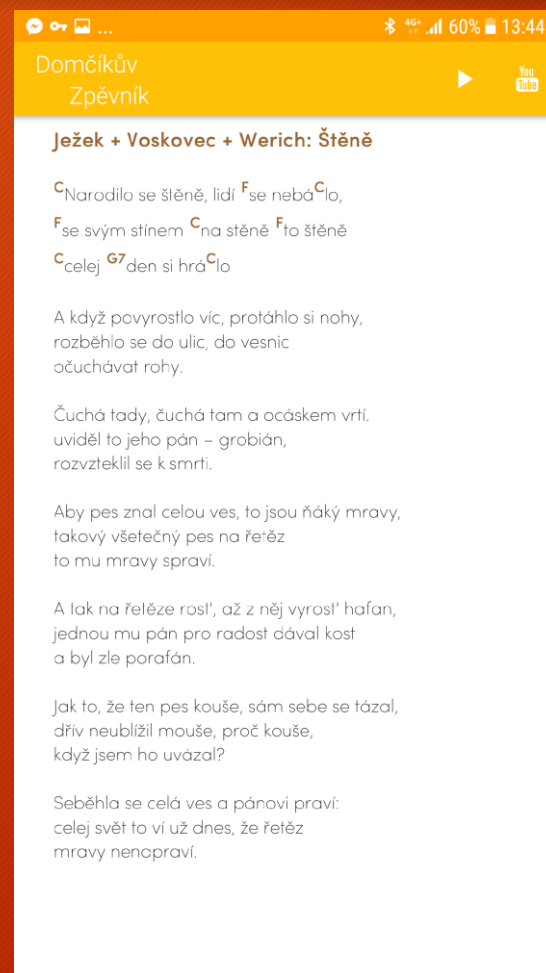 ... 4G+ 60% 13:44
Domčíkův
Zpěvník
You
Tube
Ježek + Voskovec + Werich: Štěně
CNarodilo se štěně, lidí Fse nebáClo,
Fse svým stínem Cna stěně Fto štěně
Ccelej G7den si hráClo
A když povyrostlo víc, protáhlo si nohy,
rozběhlo se do ulic, do vesnic
očuchávat rohy.
Čuchá tady, čuchá tam a ocáskem vrtí.
uviděl to jeho pán – grobián,
rozvzteklil se k smrti.
Aby pes znal celou ves, to jsou ňáký mravy,
takový všetečný pes na řetěz
to mu mravy spraví.
A tak na řetěze rost', až z něj vyrost' hafan,
jednou mu pán pro radost dával kost
a byl zle porafán.
Jak to, že ten pes kouše, sám sebe se tázal,
dřív neublížil mouše, proč kouše,
když jsem ho uvázal?
Seběhla se celá ves a pánovi praví:
celej svět to ví už dnes, že řetěz
mravy nenapraví.